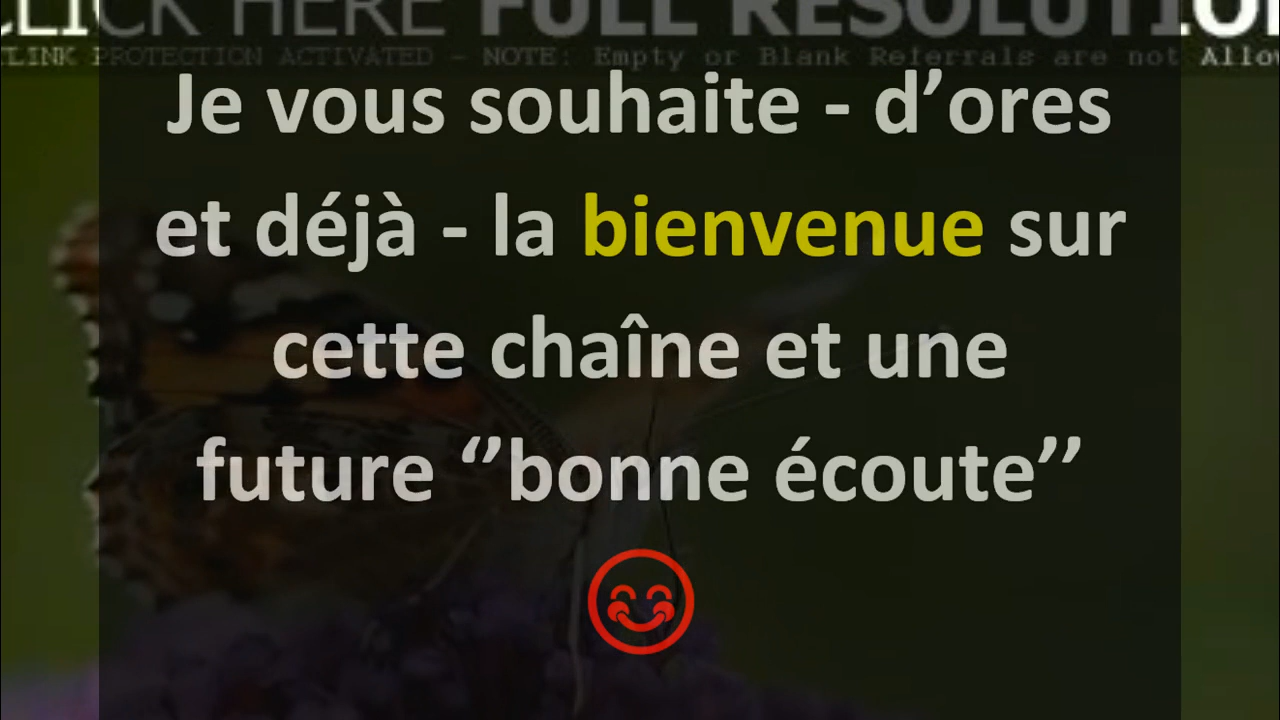 CLICK HERE FULL RESOLUTION
CLINK PROTECTION ACTIVATED - NOTE: Empty or Blank Referrals are not Allow
Je vous souhaite - d’ores
et déjà - la bienvenue sur
cette chaîne et une
future ‘’bonne écoute’’